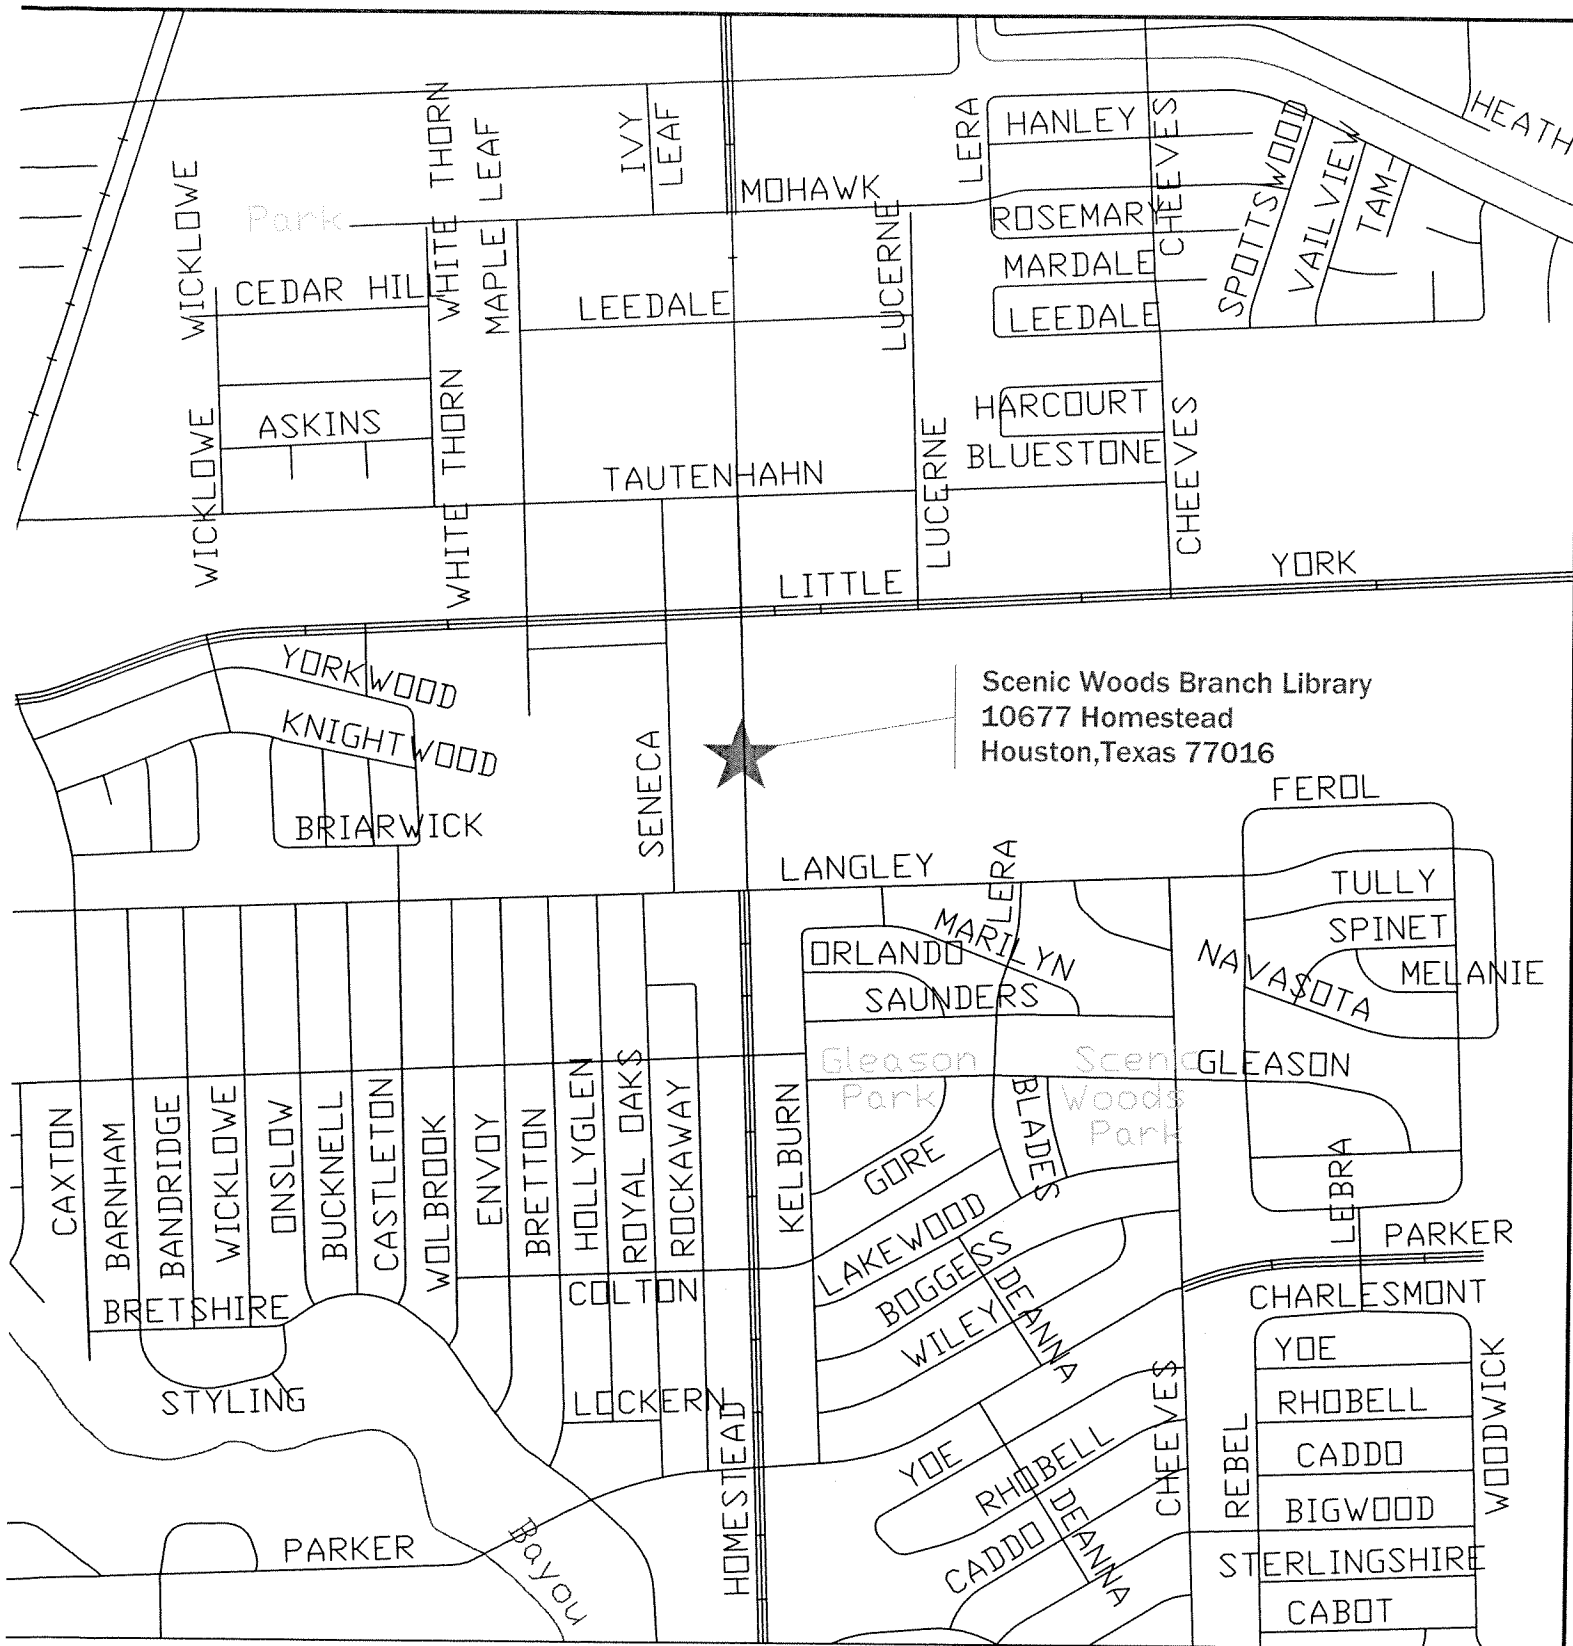 HEATH
WHITE THORN
MAPLE LEAF
IVY
LEAF
LERA
HANLEY
CHEEVES
SPOTTSWOOD
VAILVIEW
TAM-
WICKLOWE
Park
MOHAWK
ROSEMARY
LUCERNE
MARDALE
CEDAR HILL
LEEDALE
LEEDALE
WICKLOWE
ASKINS
WHITE THORN
HARCOURT
BLUESTONE
CHEEVES
TAUTENHAHN
LUCERNE
LITTLE
YORK
YORKWOOD
KNIGHTWOOD
BRIARWICK
SENECA
Scenic Woods Branch Library
10677 Homestead
Houston,Texas 77016
FEROL
LANGLEY
LERA
TULLY
SPINET
MELANIE
MARILYN
ORLANDO
SAUNDERS
NAVASOTA
Gleason
Park
Scenic
Woods
Park
GLEASON
CAXTON
BARNHAM
BANDRIDGE
WICKLOWE
ONSLOW
BUCKNELL
CASTLETON
WOLBROOK
ENVOY
BRETTON
HOLLYGLEN
ROYAL OAKS
ROCKAWAY
KELBURN
BLADES
GORE
LAKEWOOD
BOGGESS
WILEY
DEANNA
LEBRA
PARKER
CHARLESMONT
COLTON
BRETSHIRE
STYLING
LOCKERN
HOMESTEAD
YOE
RHOBELL
CADDO
DEANNA
CHEEVES
REBEL
YOE
RHOBELL
CADDO
BIGWOOD
STERLINGSHIRE
CABOT
WOODWICK
PARKER
Bayou